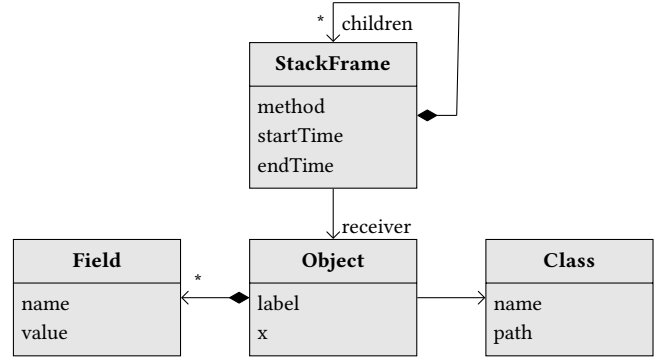 * children
StackFrame
method
startTime
endTime
receiver
Field
name
value
*
Object
label
x
Class
name
path